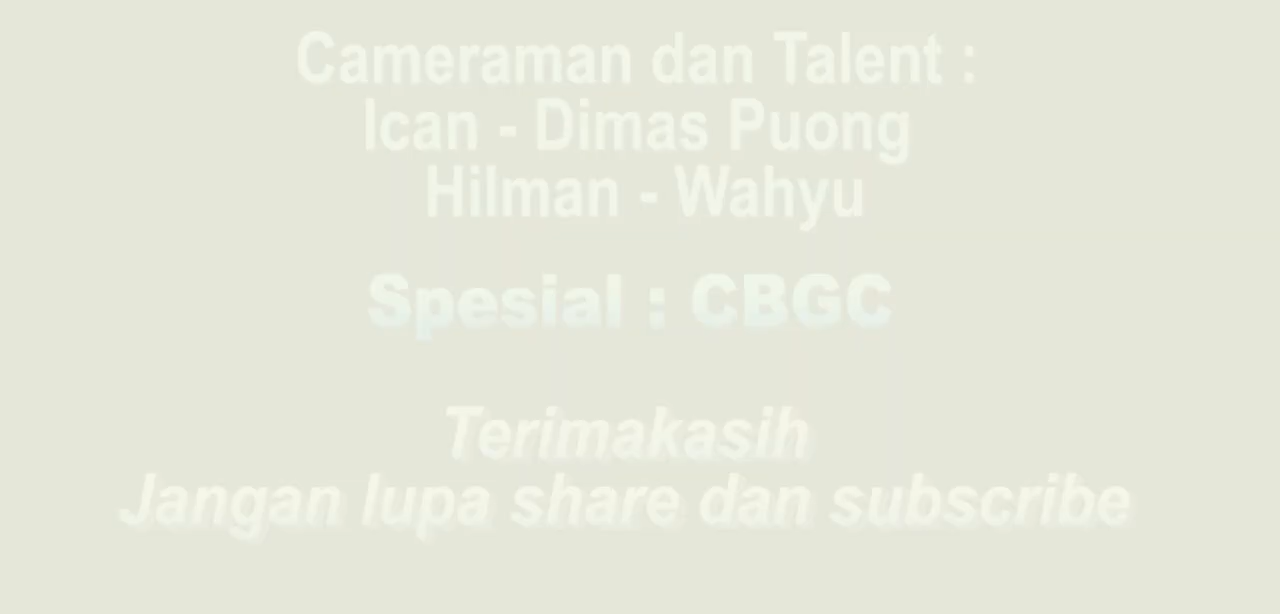 Cameraman dan Talent :
Ican - Dimas Puong
Hilman - Wahyu
Spesial : CBGC
Terimakasih
Jangan lupa share dan subscribe